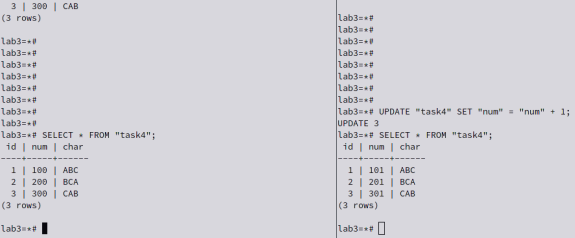 3 | 300 | CAB
(3 rows)
lab3=*#
lab3=*#
lab3=*#
lab3=*#
lab3=*#
lab3=*#
lab3=*#
lab3=*#
lab3=*# SELECT * FROM "task4";
id | num | char
----+-----+------
1 | 100 | ABC
2 | 200 | BCA
3 | 300 | CAB
(3 rows)
lab3=*#
lab3=*#
lab3=*#
lab3=*#
lab3=*#
lab3=*#
lab3=*#
lab3=*#
lab3=*#
lab3=*# UPDATE "task4" SET "num" = "num" + 1;
UPDATE 3
lab3=*# SELECT * FROM "task4";
id | num | char
----+-----+------
1 | 101 | ABC
2 | 201 | BCA
3 | 301 | CAB
(3 rows)
lab3=*#